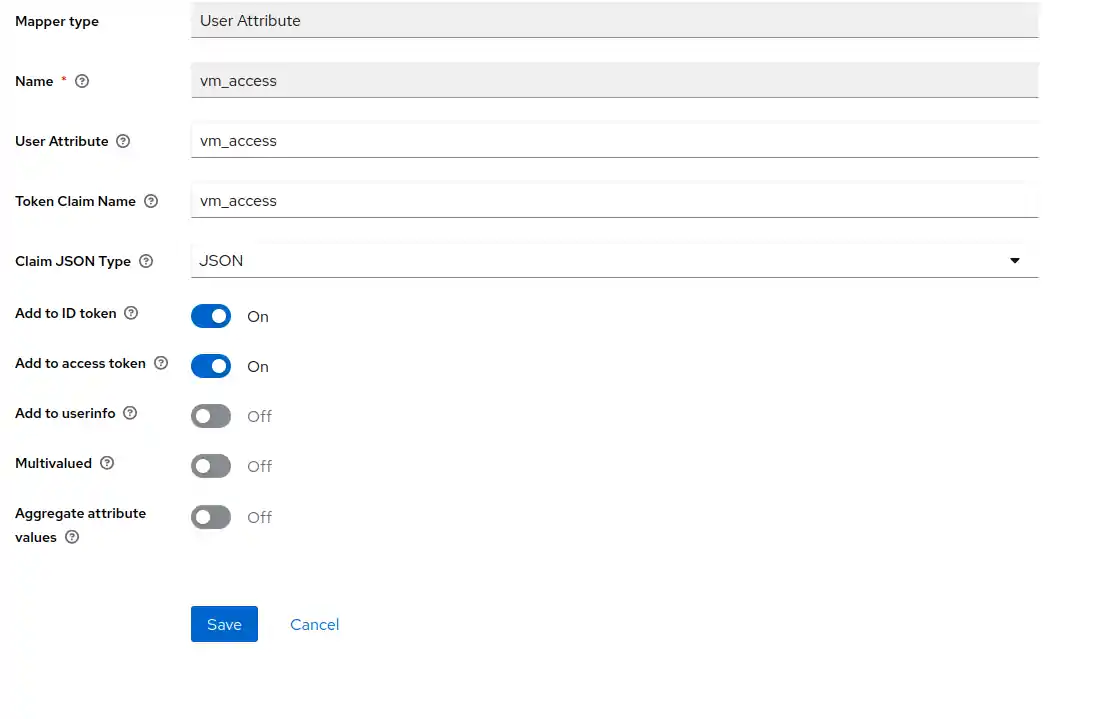 Mapper type
User Attribute
Name *
vm_access
User Attribute
vm_access
Token Claim Name
vm_access
Claim JSON Type
JSON
Add to ID token
On
Add to access token
On
Add to userinfo
Off
Multivalued
Off
Aggregate attribute
values
Off
Save
Cancel